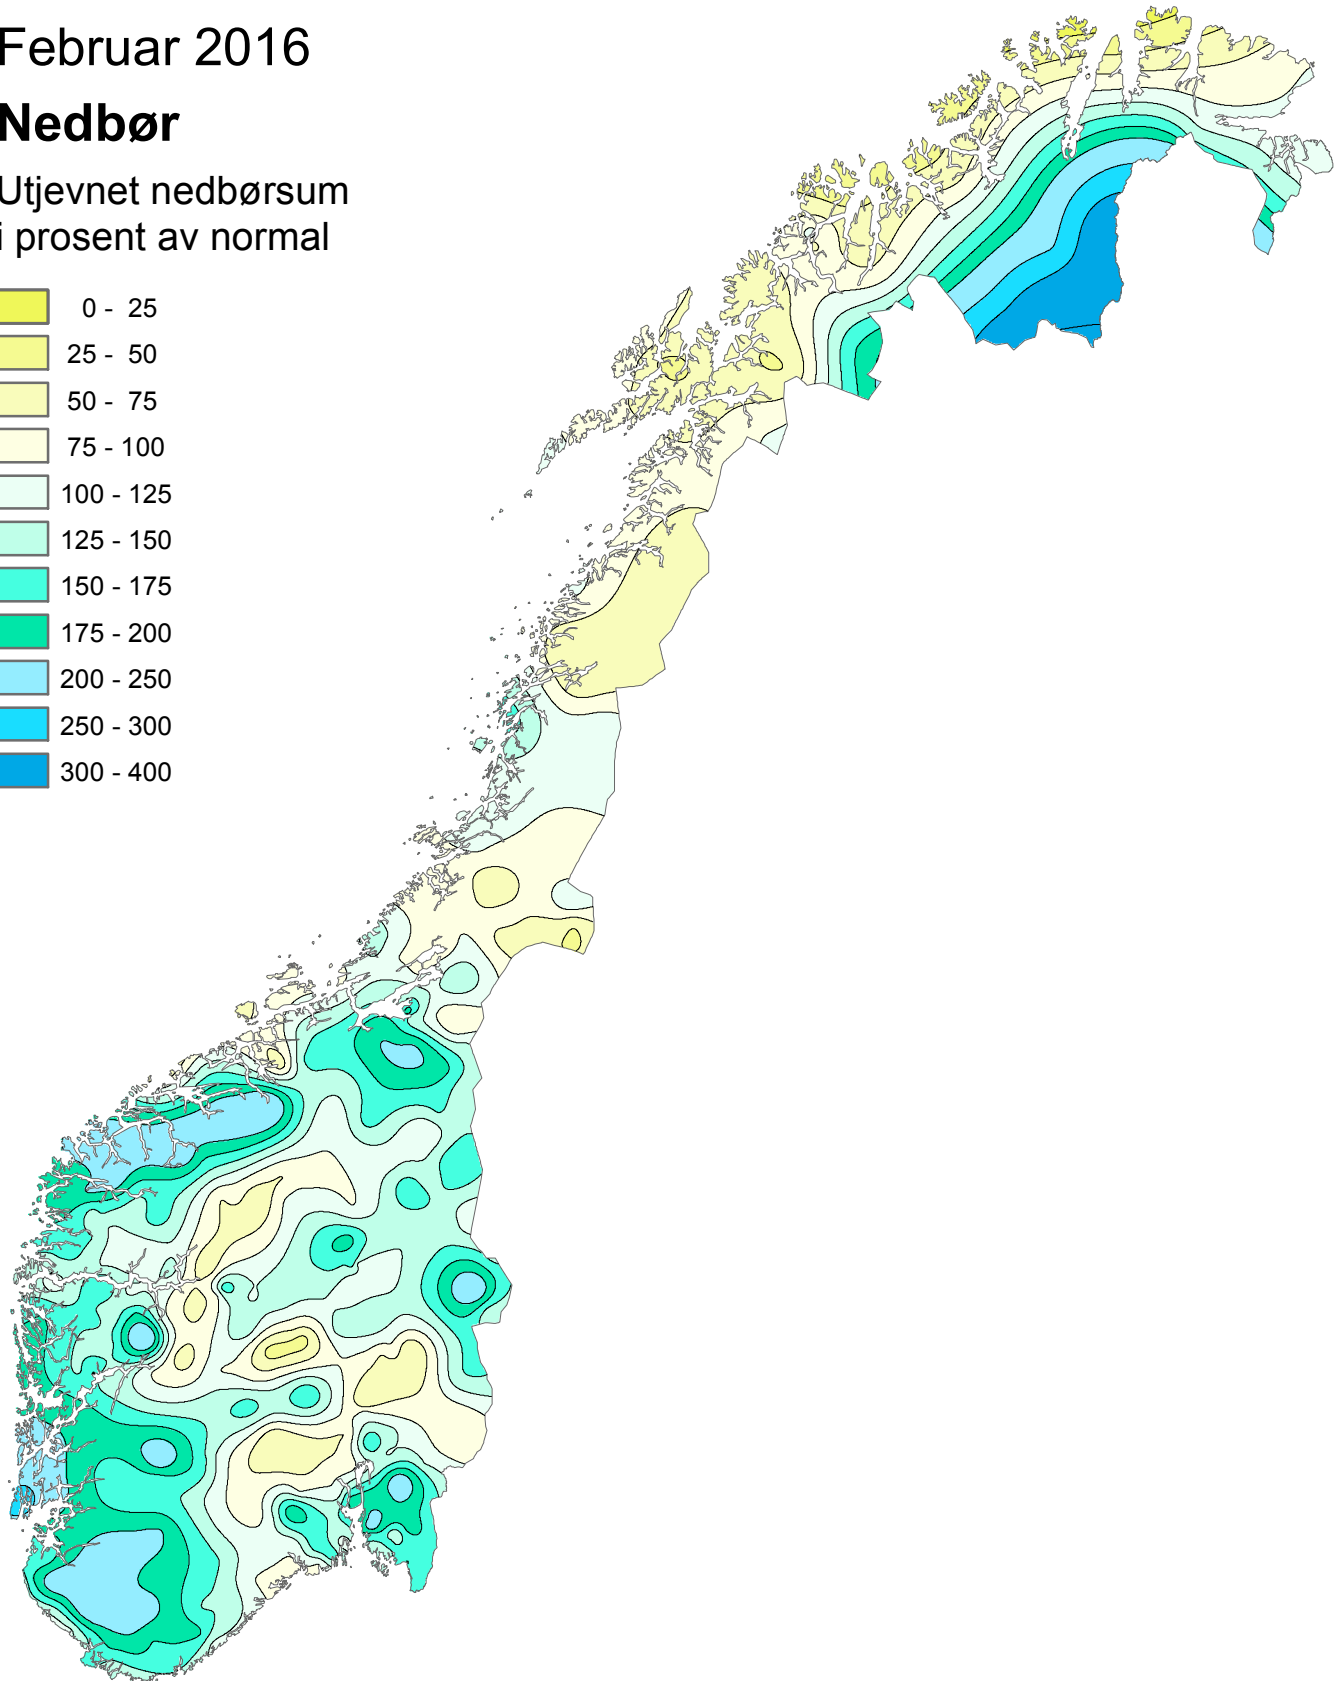 Februar 2016
Nedbør
Utjevnet nedbørsum
i prosent av normal
0 - 25
25 - 50
50 - 75
75 - 100
100 - 125
125 - 150
150 - 175
175 - 200
200 - 250
250 - 300
300 - 400